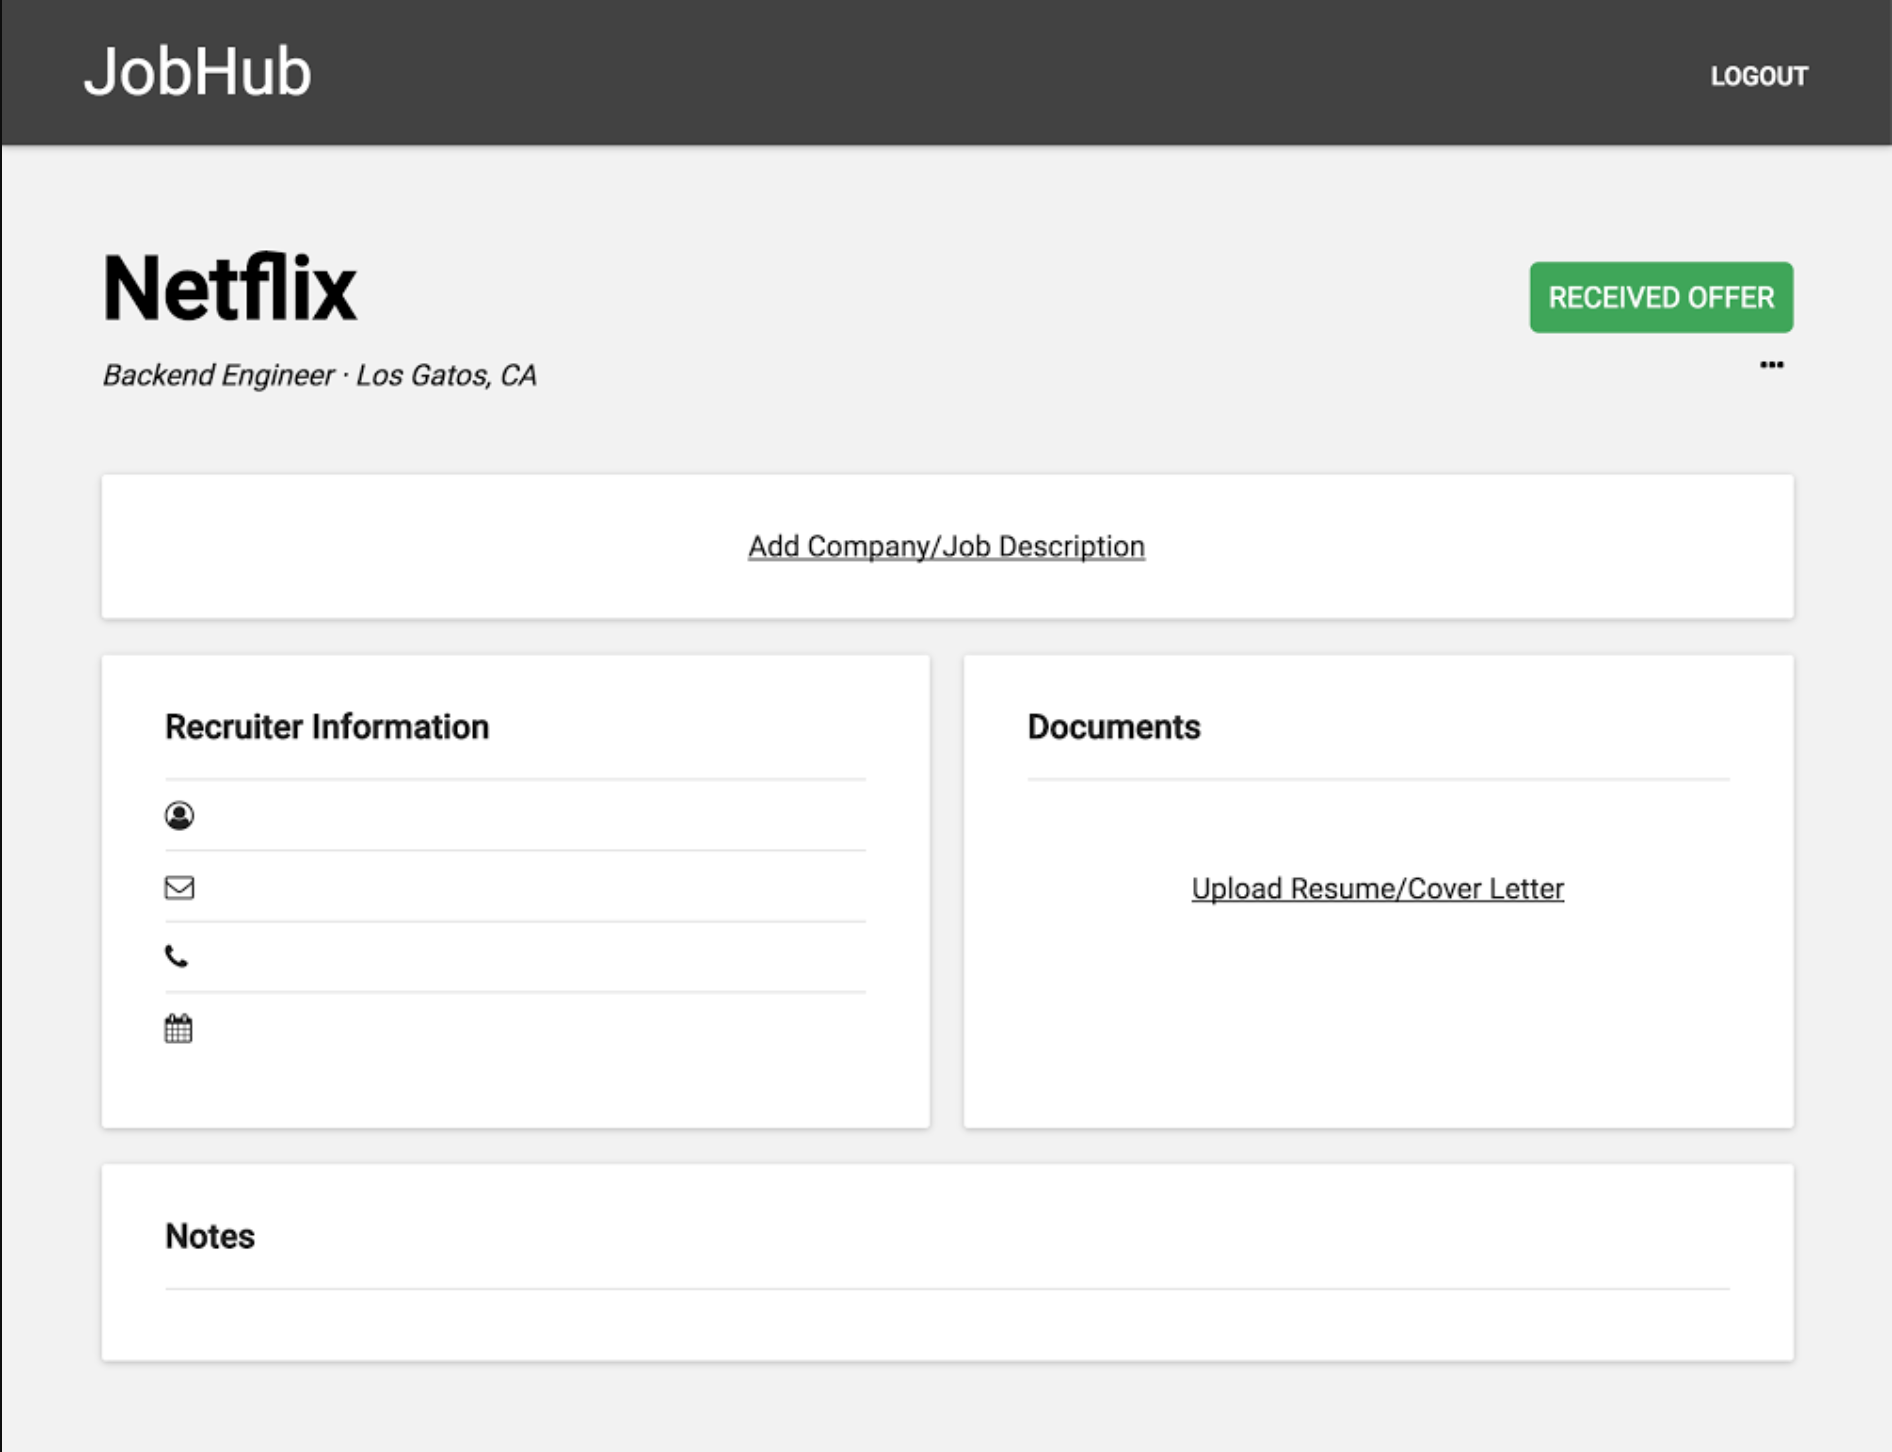 JobHub
LOGOUT
Netflix
RECEIVED OFFER
Backend Engineer · Los Gatos, CA
Add Company/Job Description
Recruiter Information
Documents
Upload Resume/Cover Letter
Notes